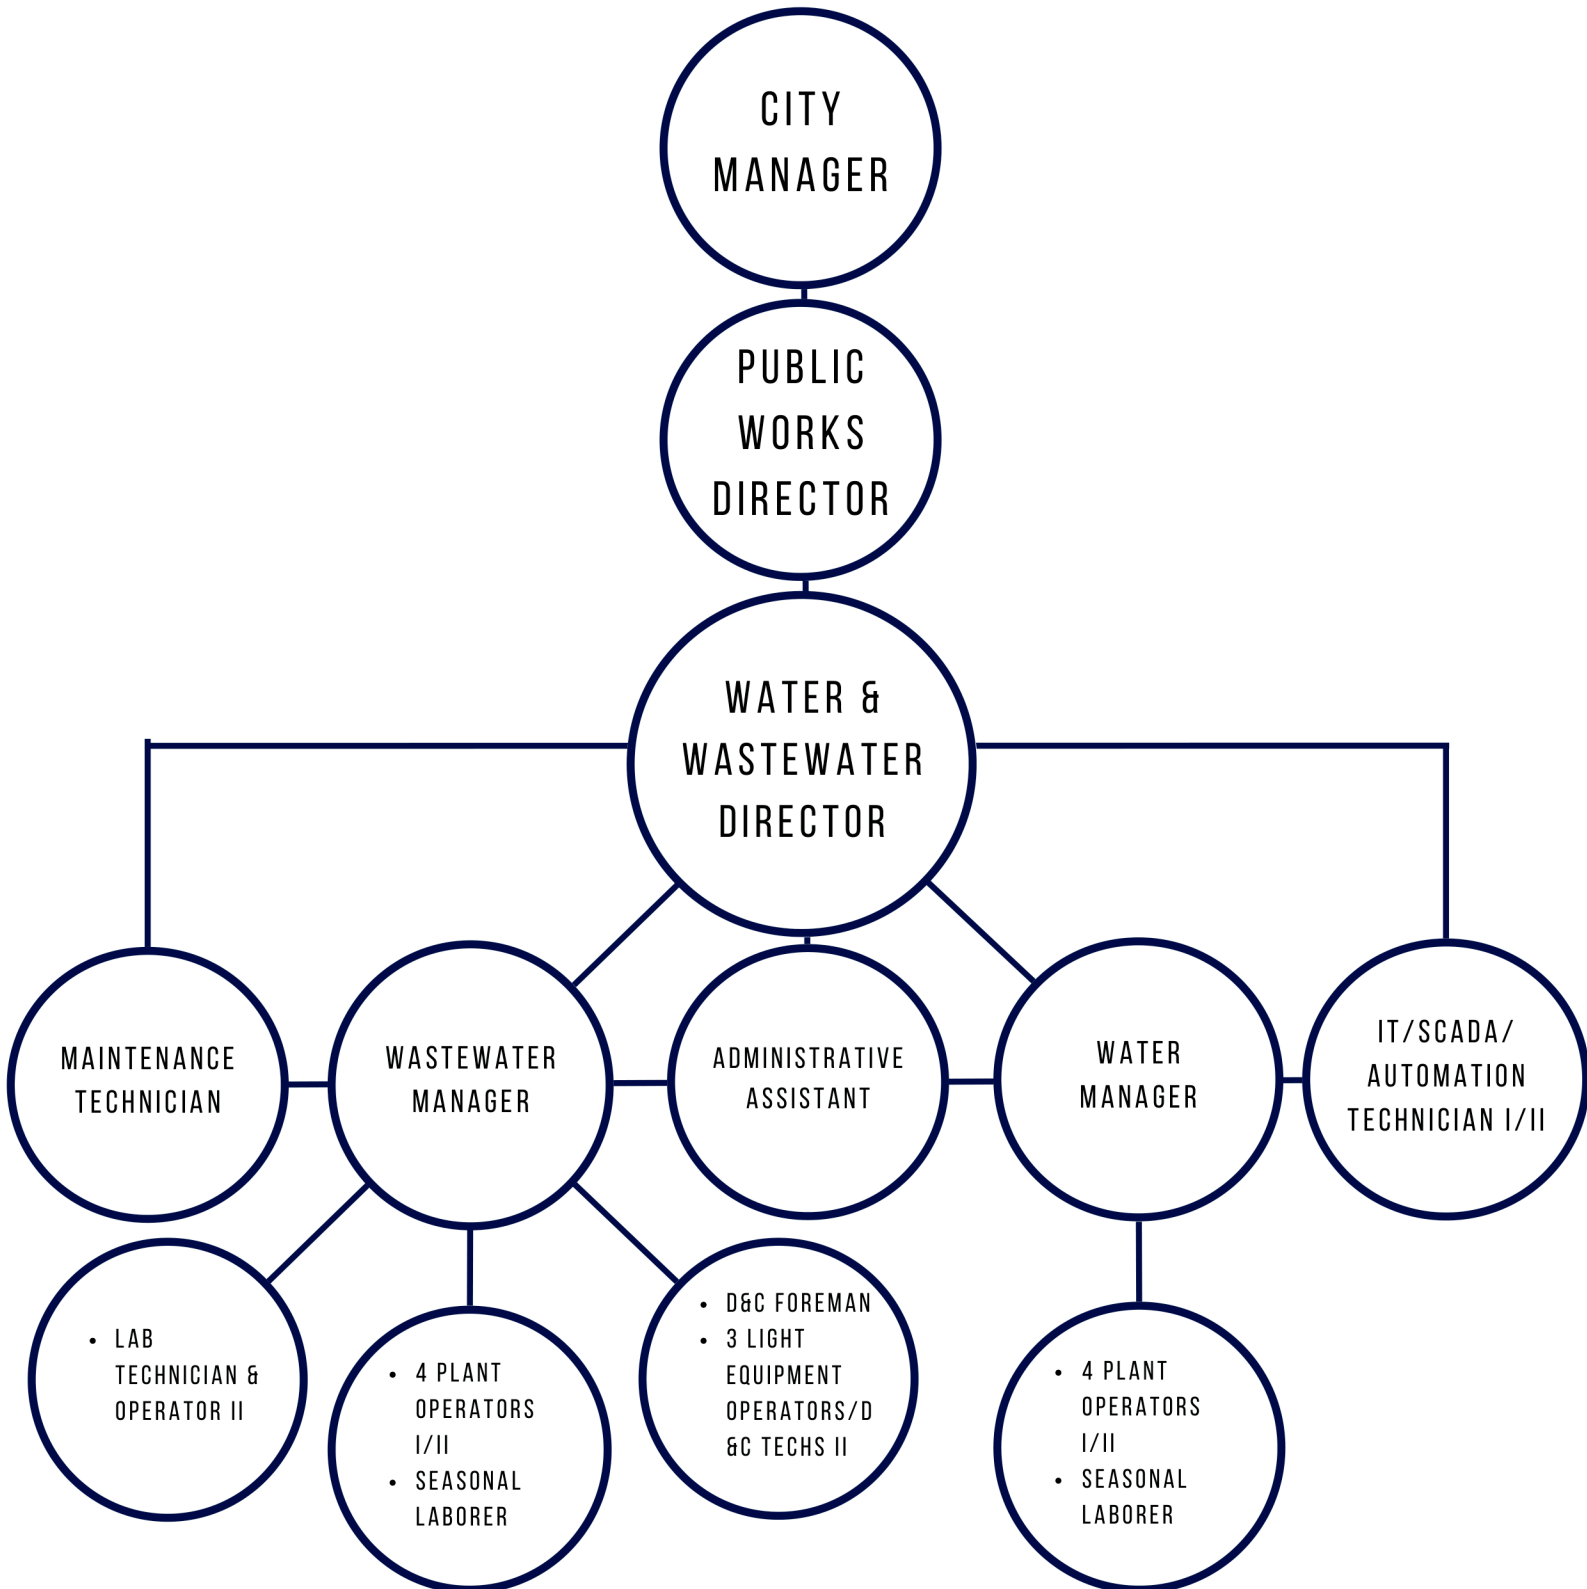 CITY
MANAGER
PUBLIC
WORKS
DIRECTOR
WATER &
WASTEWATER
DIRECTOR
MAINTENANCE
TECHNICIAN
WASTEWATER
MANAGER
ADMINISTRATIVE
ASSISTANT
WATER
MANAGER
IT/SCADA/
AUTOMATION
TECHNICIAN I/II
• LAB
TECHNICIAN &
OPERATOR II
• 4 PLANT
OPERATORS
I/II
• SEASONAL
LABORER
• D&C FOREMAN
• 3 LIGHT
EQUIPMENT
OPERATORS/D
&C TECHS II
• 4 PLANT
OPERATORS
I/II
• SEASONAL
LABORER